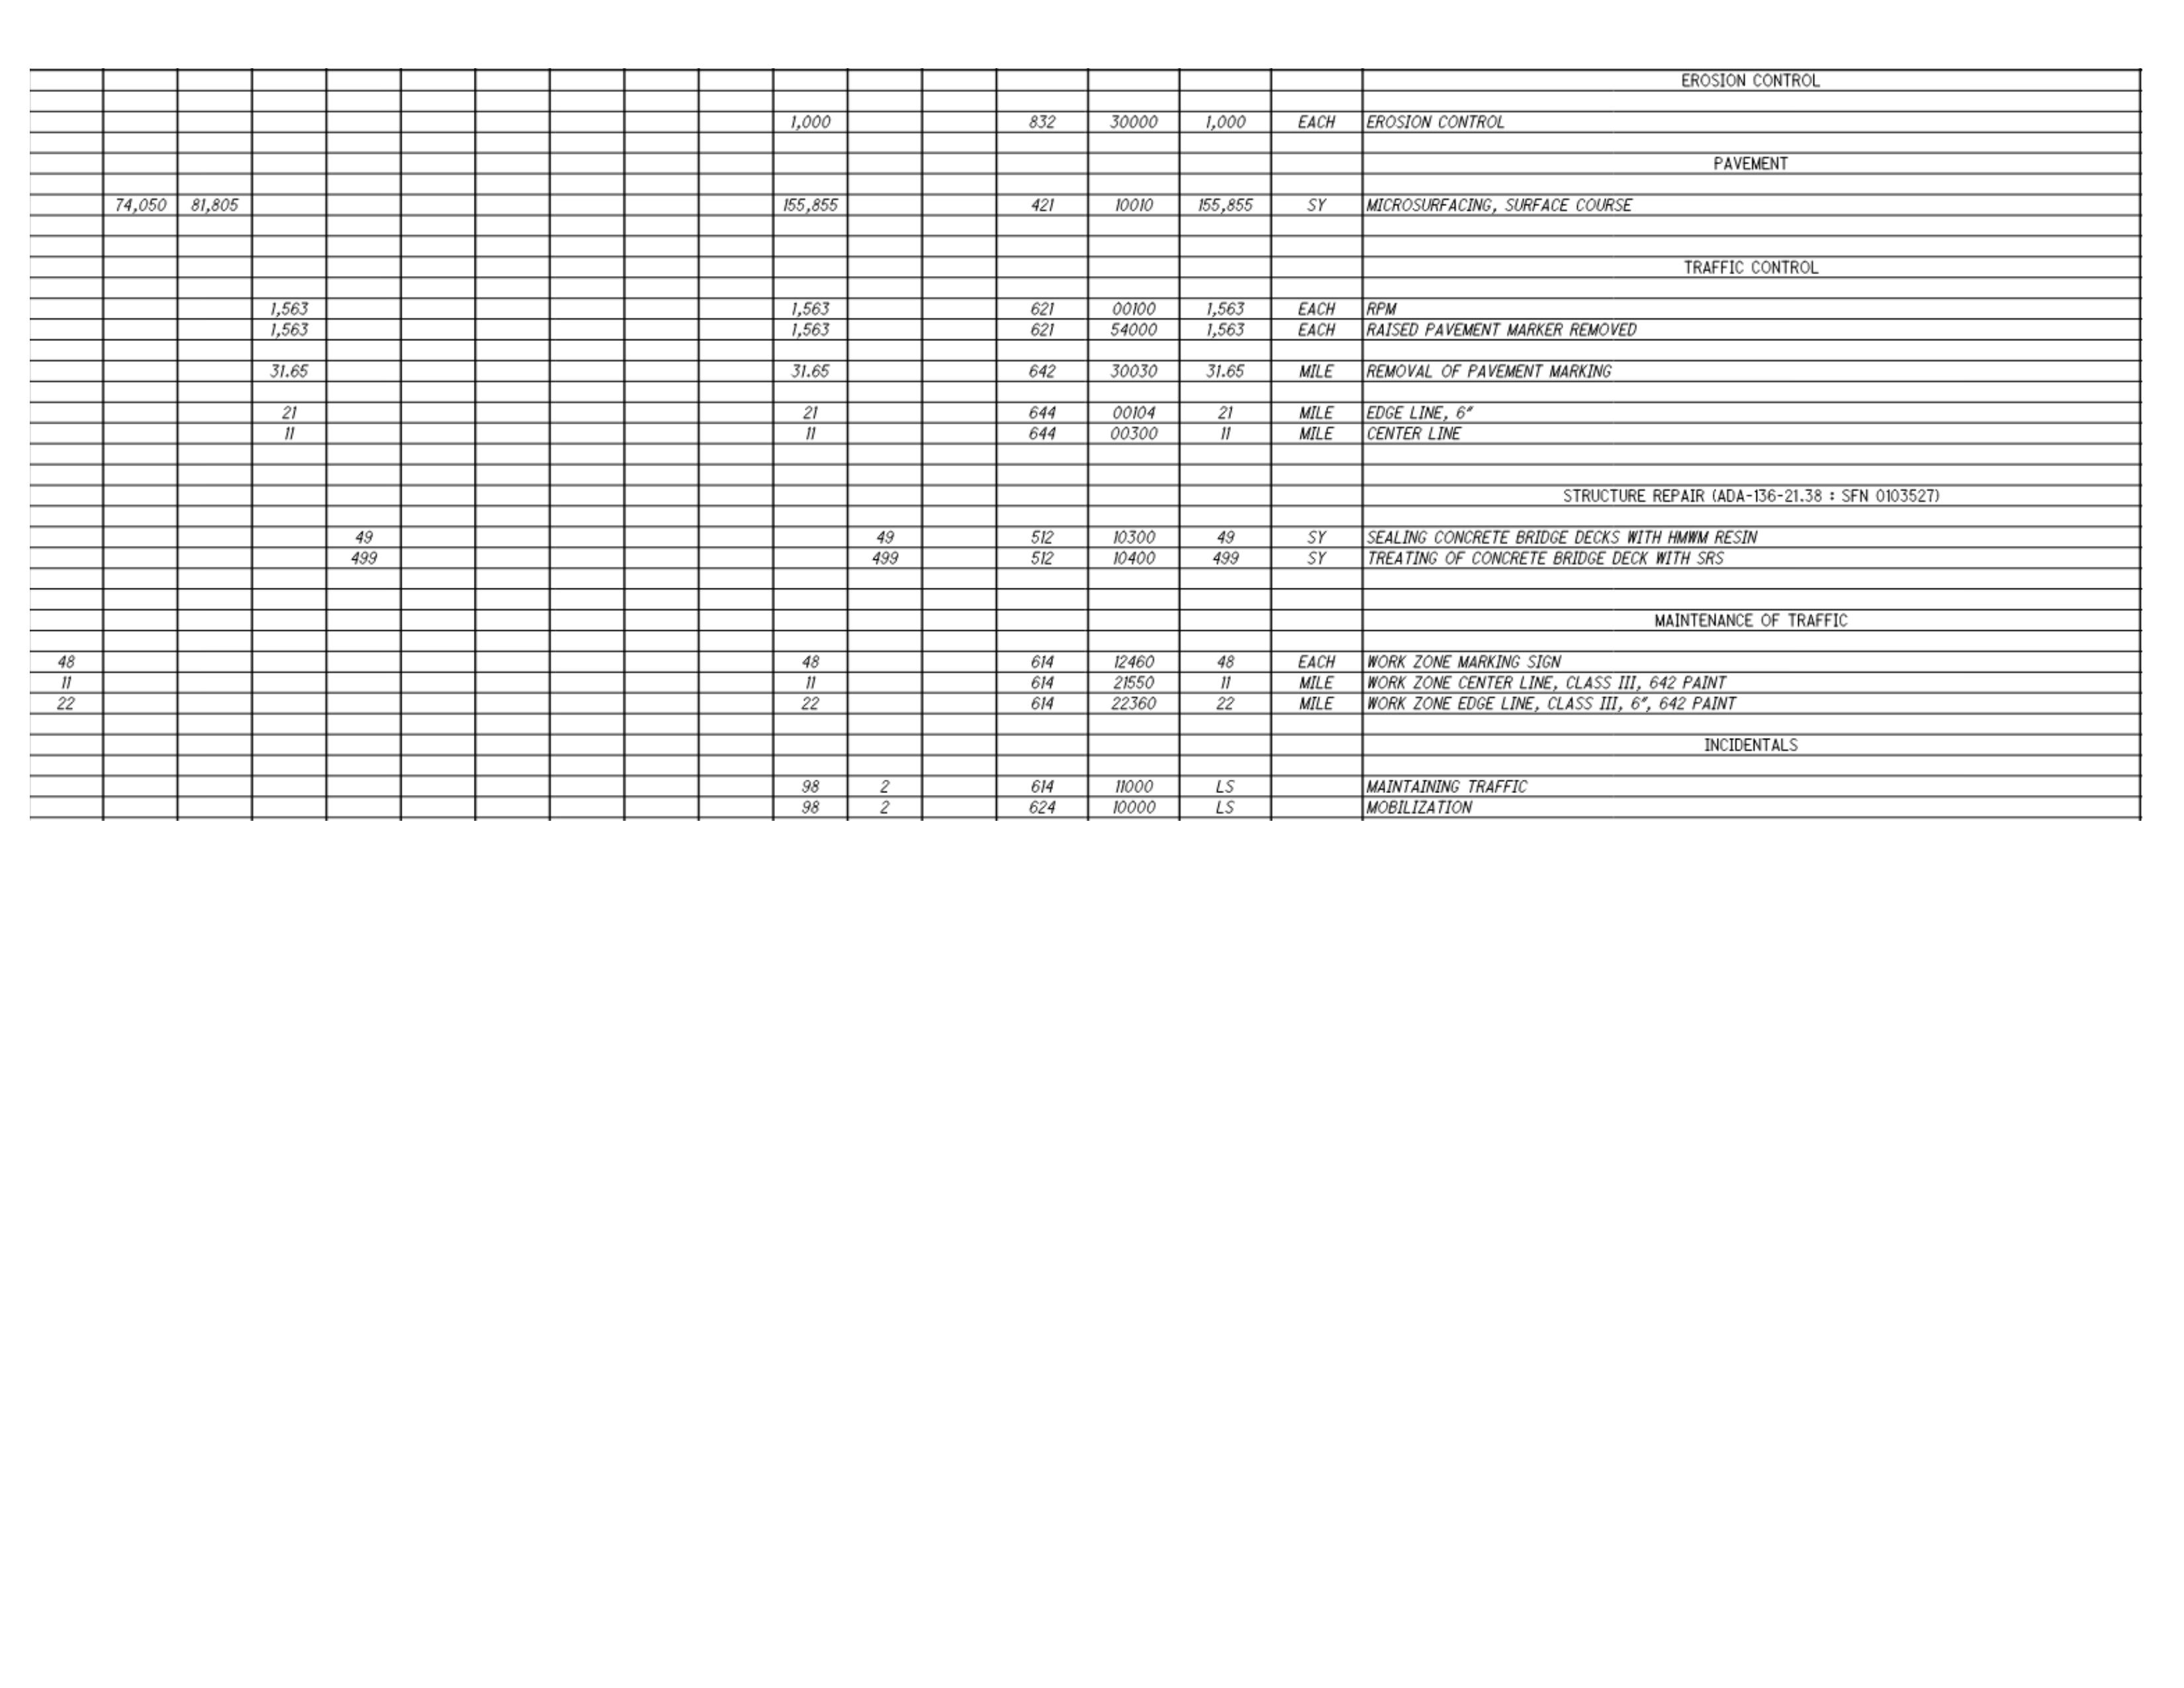 EROSION CONTROL
1,000 832 30000 1,000 EACH EROSION CONTROL
PAVEMENT
74,050 81,805 155,855 421 10010 155,855 SY MICROSURFACING, SURFACE COURSE
TRAFFIC CONTROL
1,563 1,563 621 00100 1,563 EACH RPM
1,563 1,563 621 54000 1,563 EACH RAISED PAVEMENT MARKER REMOVED
31.65 31.65 642 30030 31.65 MILE REMOVAL OF PAVEMENT MARKING
21 21 644 00104 21 MILE EDGE LINE, 6"
11 11 644 00300 11 MILE CENTER LINE
STRUCTURE REPAIR (ADA-136-21.38 : SFN 0103527)
49 49 512 10300 49 SY SEALING CONCRETE BRIDGE DECKS WITH HMWM RESIN
499 499 512 10400 499 SY TREATING OF CONCRETE BRIDGE DECK WITH SRS
MAINTENANCE OF TRAFFIC
48 48 614 12460 48 EACH WORK ZONE MARKING SIGN
11 11 614 21550 11 MILE WORK ZONE CENTER LINE, CLASS III, 642 PAINT
22 22 614 22360 22 MILE WORK ZONE EDGE LINE, CLASS III, 6", 642 PAINT
INCIDENTALS
98 2 614 11000 LS MAINTAINING TRAFFIC
98 2 624 10000 LS MOBILIZATION